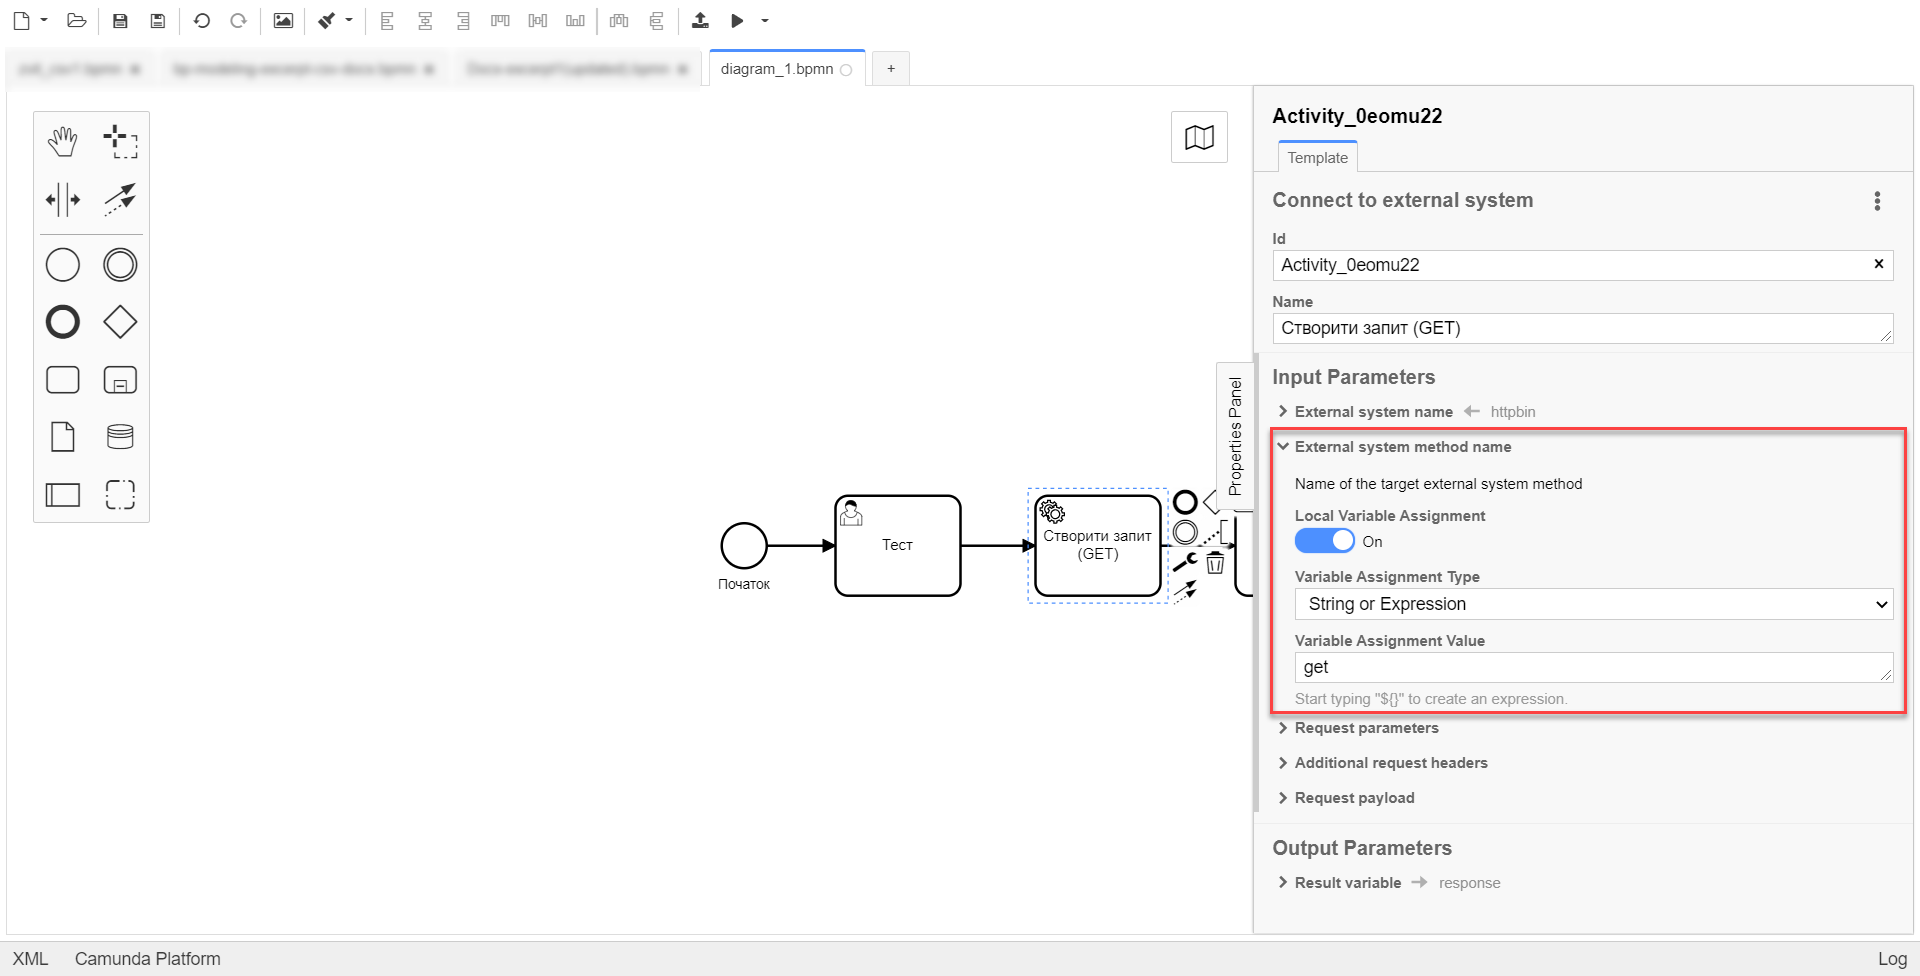 diagram_1.bpmn
+
Activity_0eomu22
Template
Connect to external system
Id
Activity_0eomu22
Name
Створити запит (GET)
Input Parameters
External system name httpbin
External system method name
Name of the target external system method
Local Variable Assignment
On
Variable Assignment Type
String or Expression
Variable Assignment Value
get
Start typing "${}" to create an expression.
Request parameters
Additional request headers
Request payload
Output Parameters
Result variable response
Properties Panel
Початок
Тест
Створити запит
(GET)
XML Camunda Platform Log